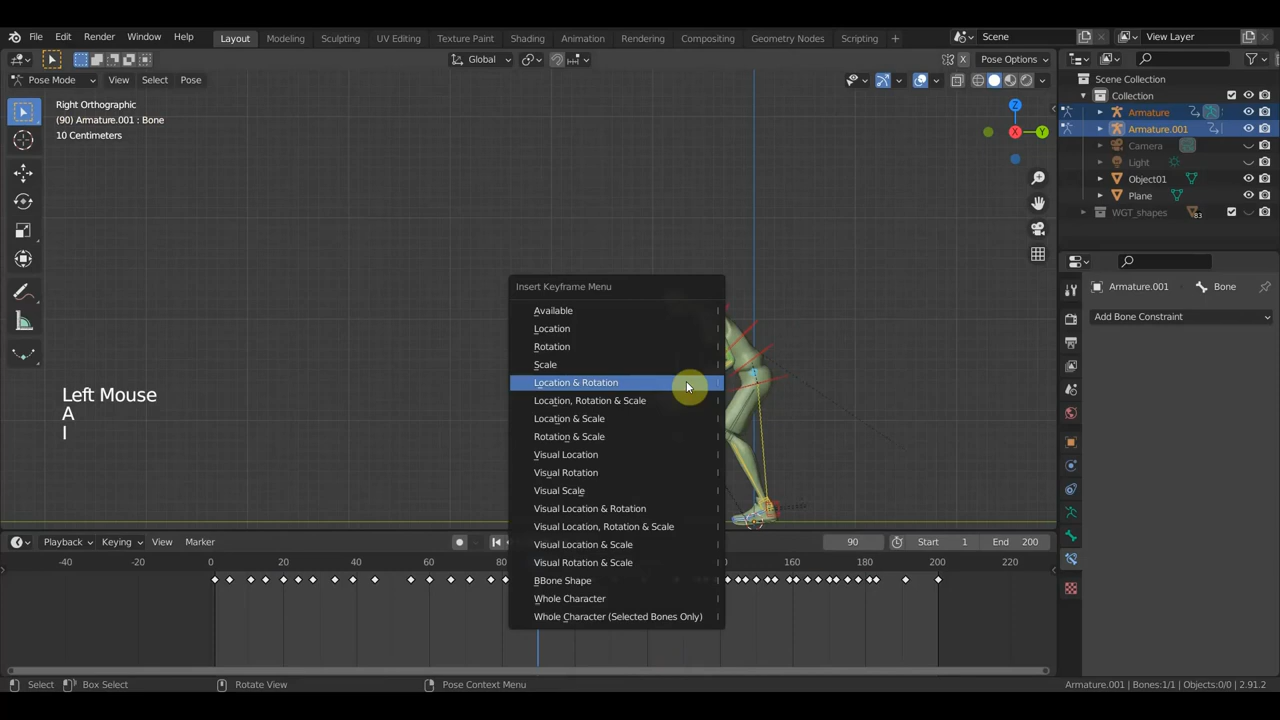 File Edit Render Window Help Layout Modeling Sculpting UV Editing Texture Paint Shading Animation Rendering Compositing Geometry Nodes Scripting + Scene View Layer
Global Pose Options
Pose Mode View Select Pose
Right Orthographic
(90) Armature.001 : Bone
10 Centimeters
Z
X
Y
Scene Collection
Collection
Armature
Armature.001
Camera
Light
Object01
Plane
WGT_shapes 83
Armature.001 Bone
Add Bone Constraint
Insert Keyframe Menu
Available I
Location I
Rotation I
Scale I
Location & Rotation I
Location, Rotation & Scale I
Location & Scale I
Rotation & Scale I
Visual Location I
Visual Rotation I
Visual Scale I
Visual Location & Rotation I
Visual Location, Rotation & Scale I
Visual Location & Scale I
Visual Rotation & Scale I
BBone Shape I
Whole Character I
Whole Character (Selected Bones Only) I
Left Mouse
A
I
Playback Keying View Marker 90 Start 1 End 200
-40 -20 0 20 40 60 160 180 200 220
Select Box Select Rotate View Pose Context Menu Armature.001 | Bones:1/1 | Objects:0/0 | 2.91.2